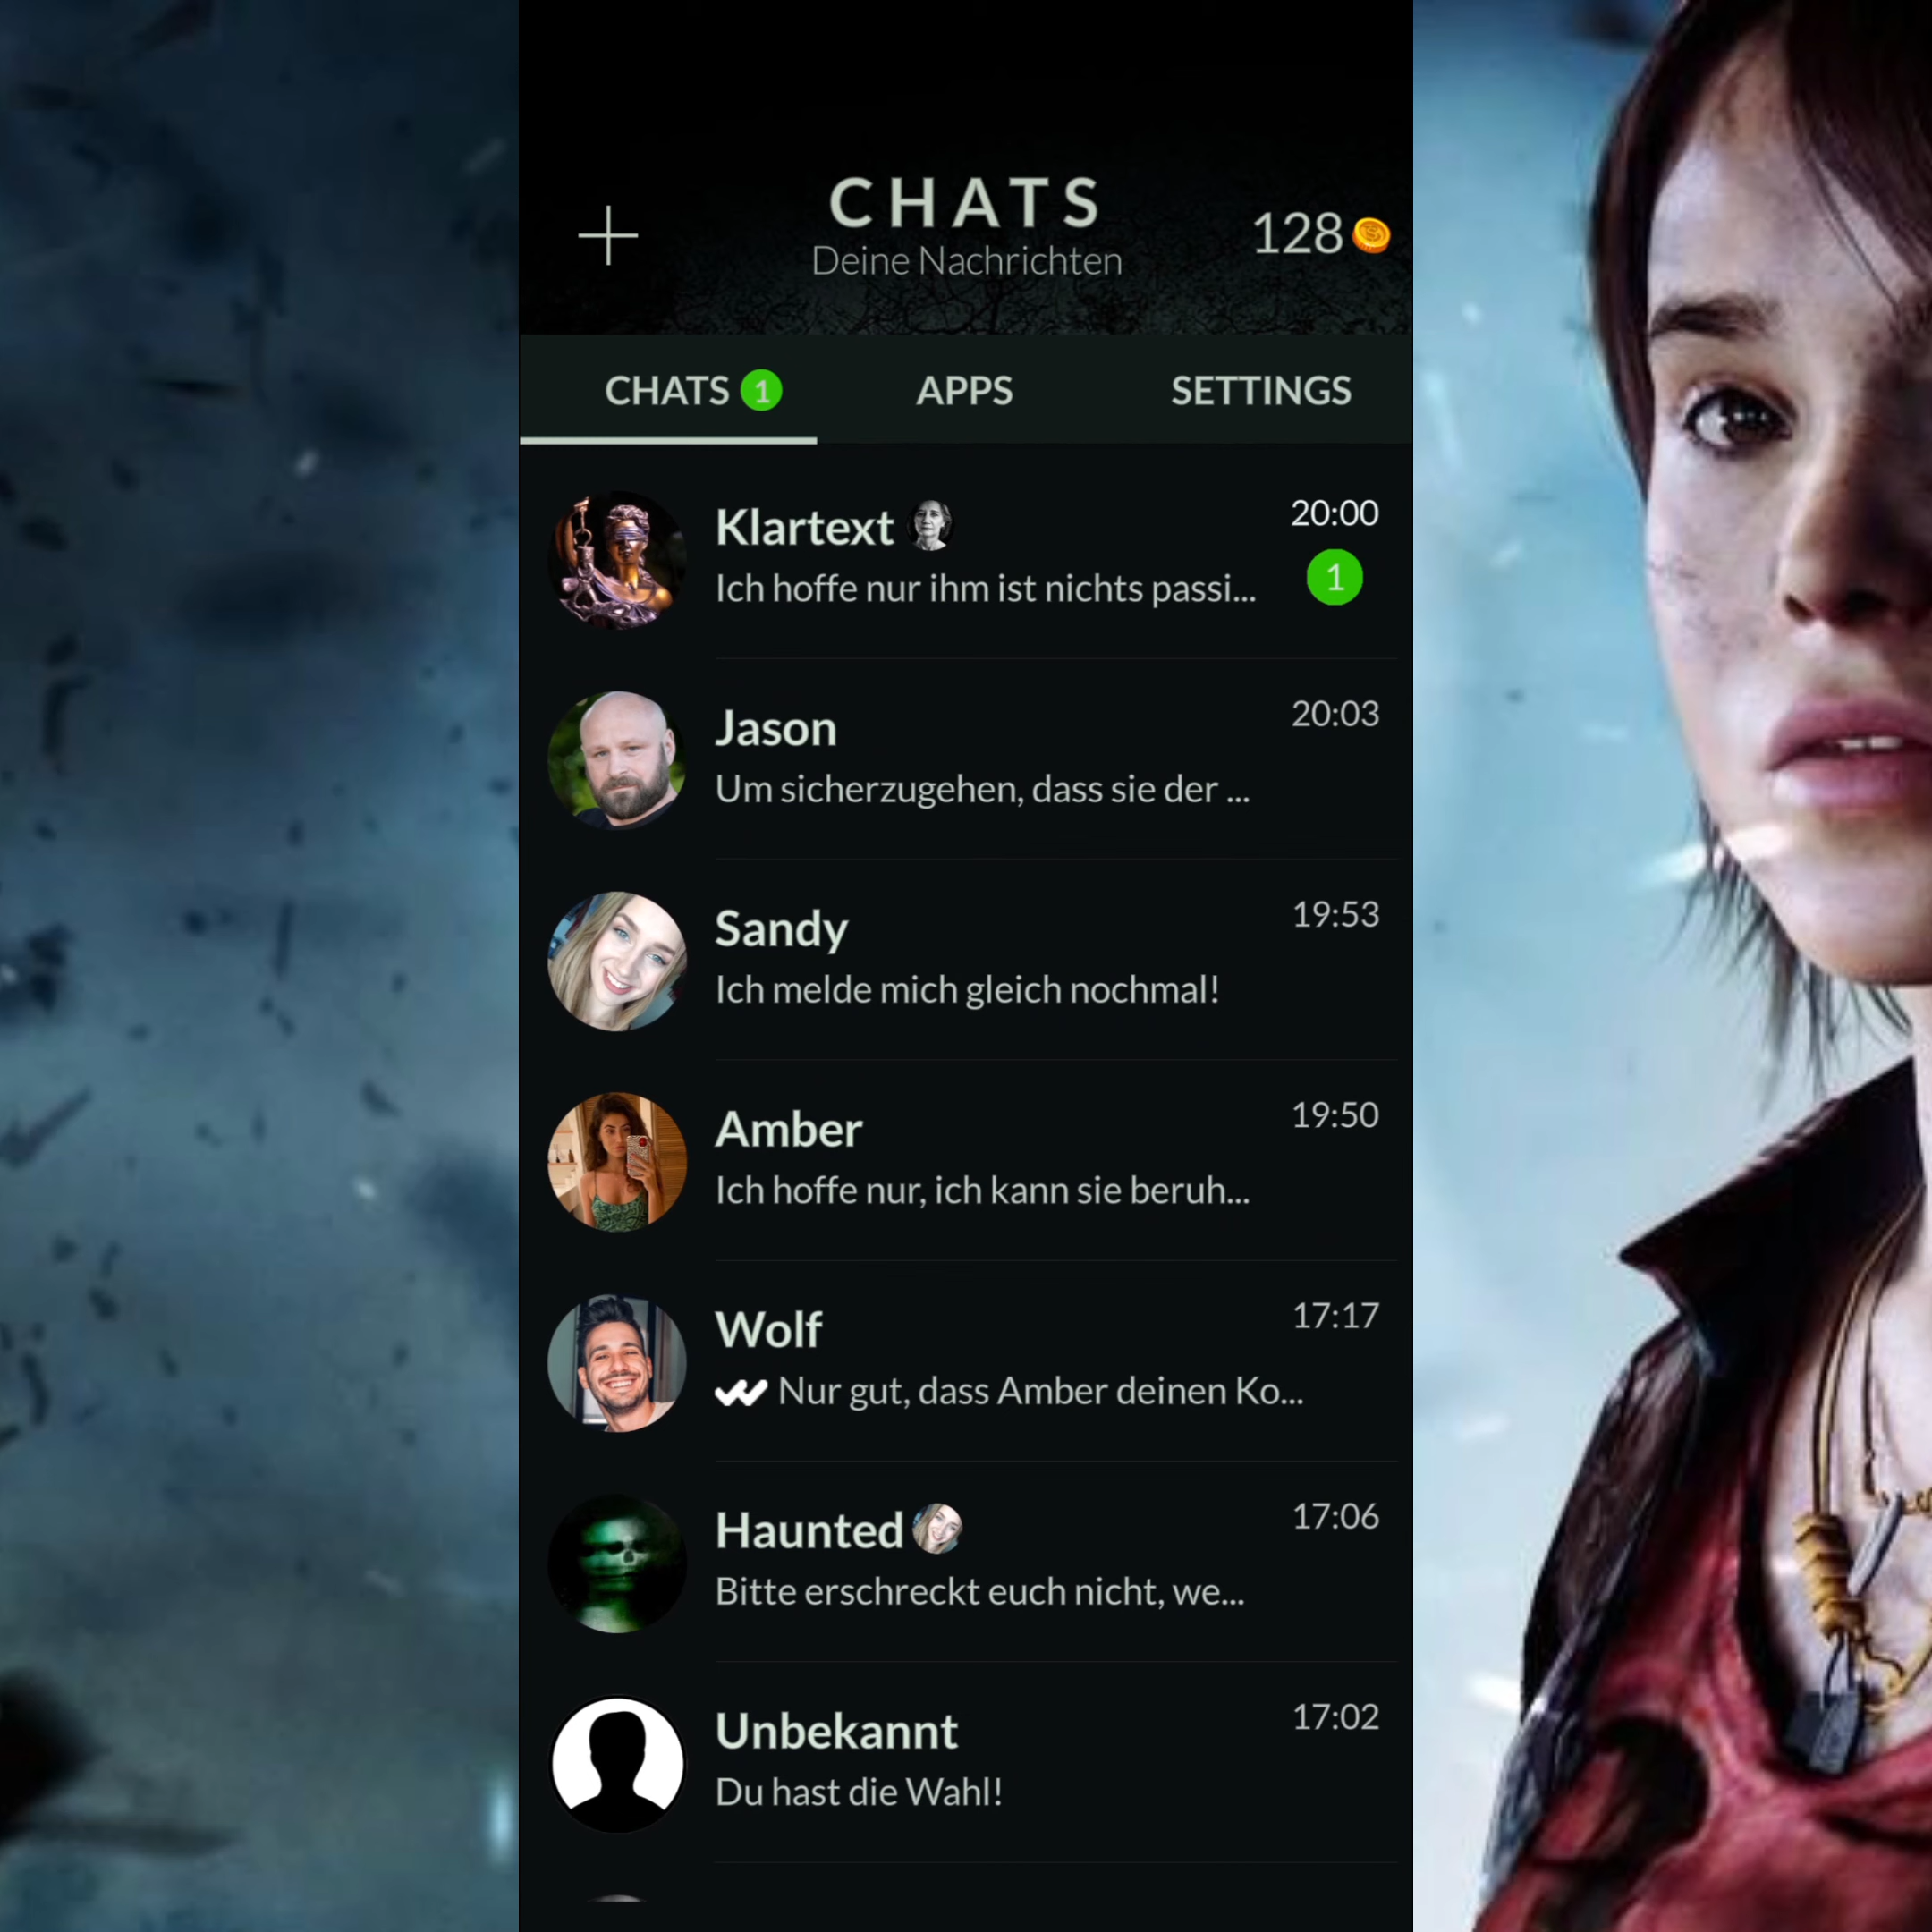 CHATS
Deine Nachrichten
128
CHATS 1 APPS SETTINGS
Klartext 20:00
Ich hoffe nur ihm ist nichts passi... 1
Jason 20:03
Um sicherzugehen, dass sie der ...
Sandy 19:53
Ich melde mich gleich nochmal!
Amber 19:50
Ich hoffe nur, ich kann sie beruh...
Wolf 17:17
Nur gut, dass Amber deinen Ko...
Haunted 17:06
Bitte erschreckt euch nicht, we...
Unbekannt 17:02
Du hast die Wahl!